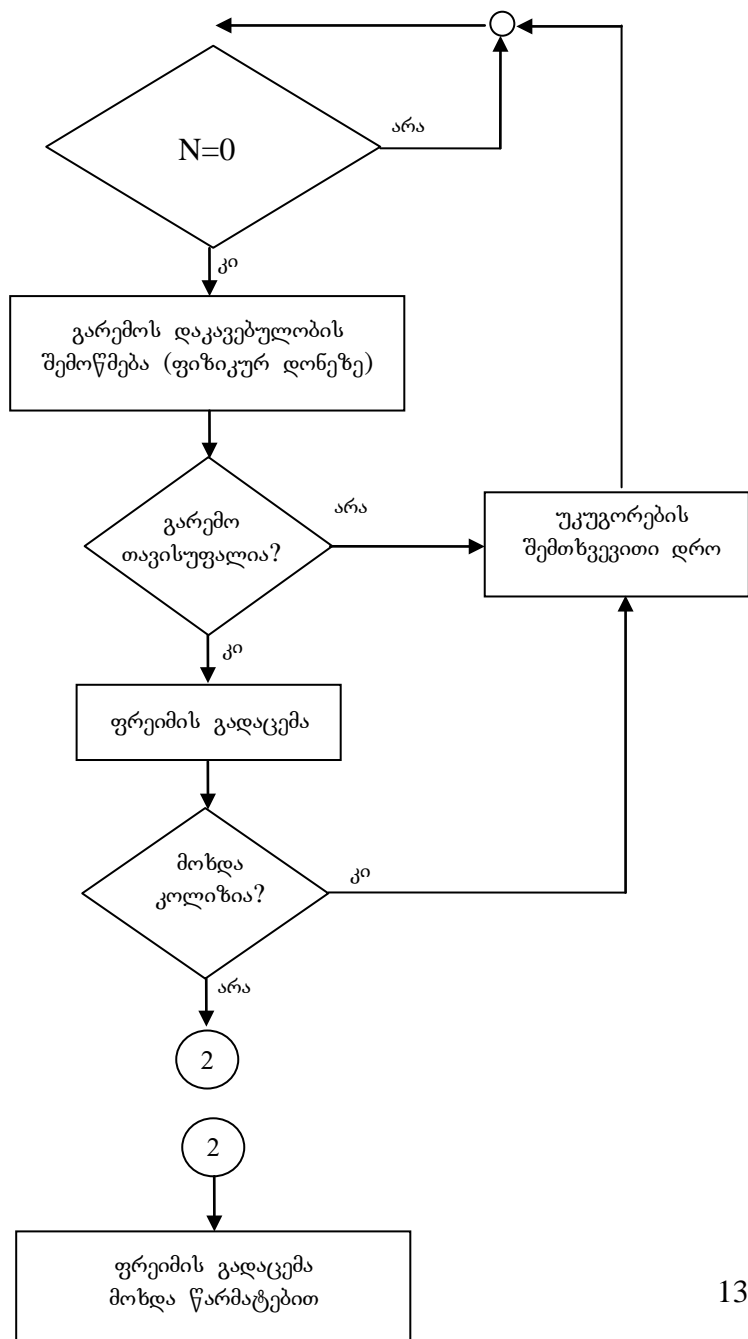 არა
N=0
კი
გარემოს დაკავებულობის
შემოწმება (ფიზიკურ დონეზე)
გარემო
თავისუფალია?
არა
უკუგორების
შემთხვევითი დრო
კი
ფრეიმის გადაცემა
მოხდა
კოლიზია?
კი
არა
2
2
ფრეიმის გადაცემა
მოხდა წარმატებით
13